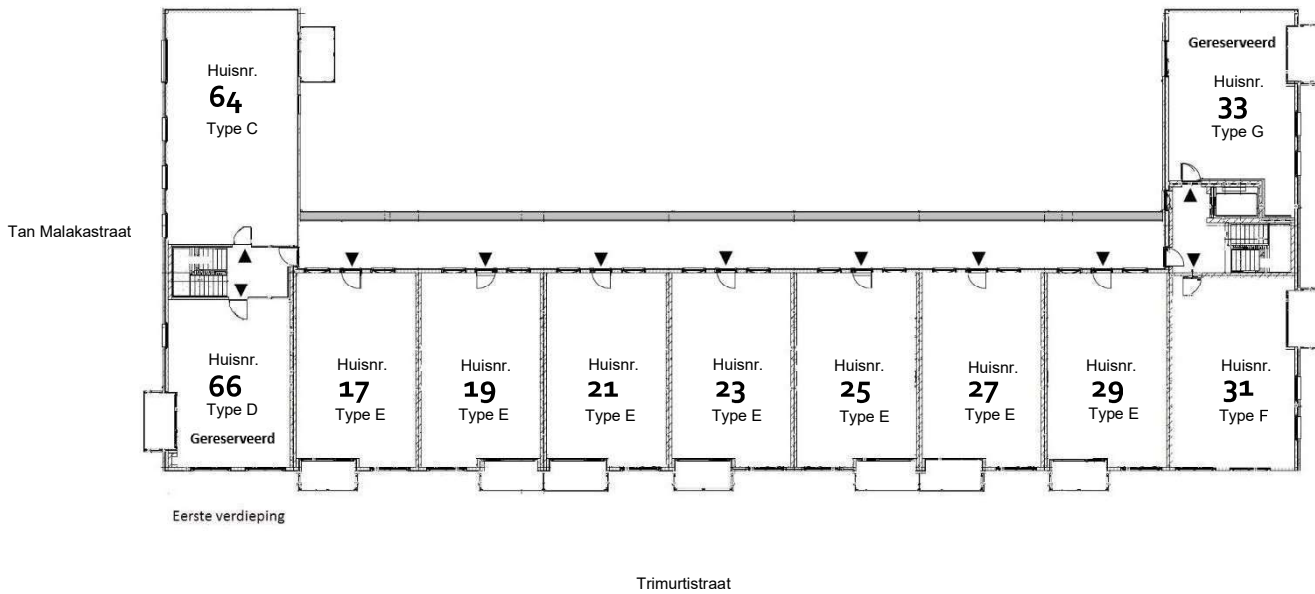 Huisnr.
64
Type C
Gereserveerd
Huisnr.
33
Type G
Tan Malakastraat
Huisnr.
66
Type D
Gereserveerd
Huisnr.
17
Type E
Huisnr.
19
Type E
Huisnr.
21
Type E
Huisnr.
23
Type E
Huisnr.
25
Type E
Huisnr.
27
Type E
Huisnr.
29
Type E
Huisnr.
31
Type F
Eerste verdieping
Trimurtistraat